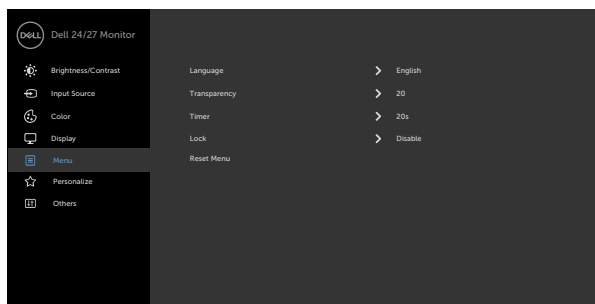 DELL Dell 24/27 Monitor
Brightness/Contrast
Input Source
Color
Display
Menu
Personalize
Others
Language English
Transparency 20
Timer 20s
Lock Disable
Reset Menu